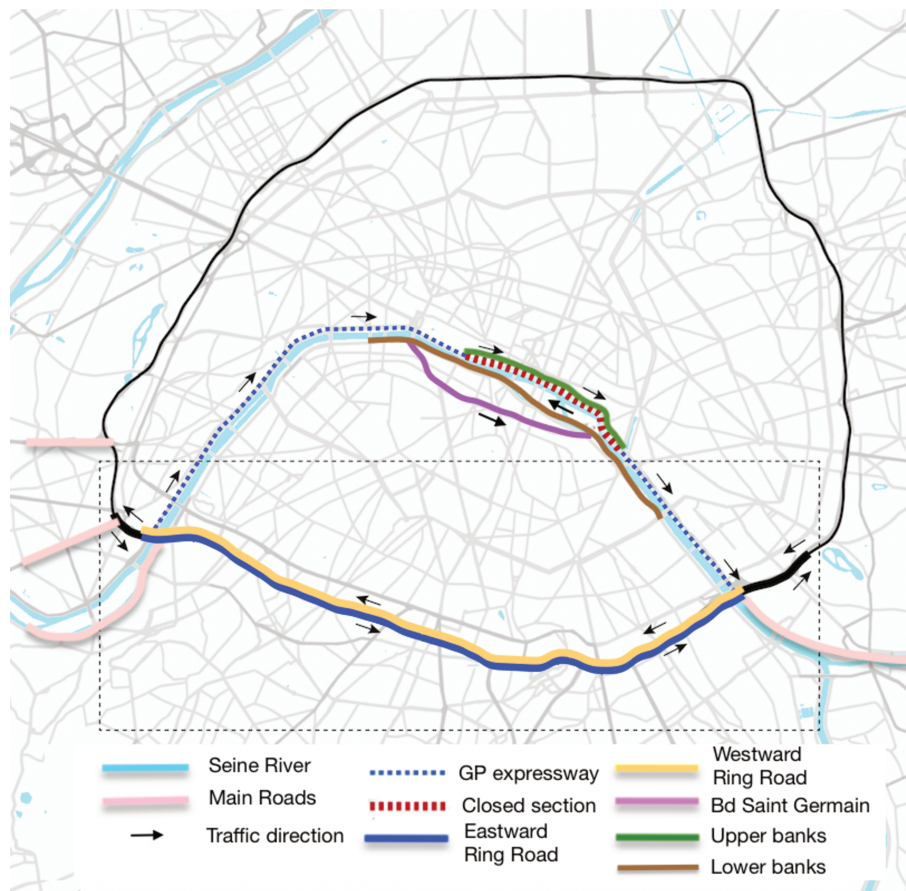 Seine River
Main Roads
Traffic direction
GP expressway
Closed section
Eastward
Ring Road
Westward
Ring Road
Bd Saint Germain
Upper banks
Lower banks